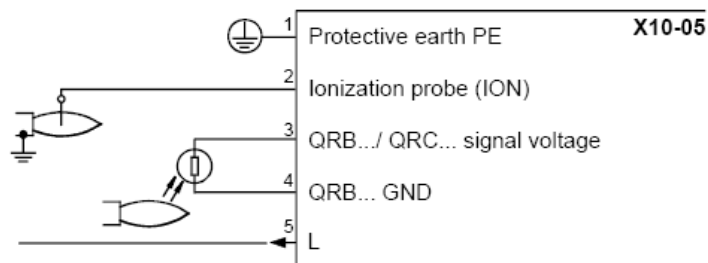 X10-05
1 Protective earth PE
2 Ionization probe (ION)
3 QRB.../ QRC... signal voltage
4 QRB... GND
5 L